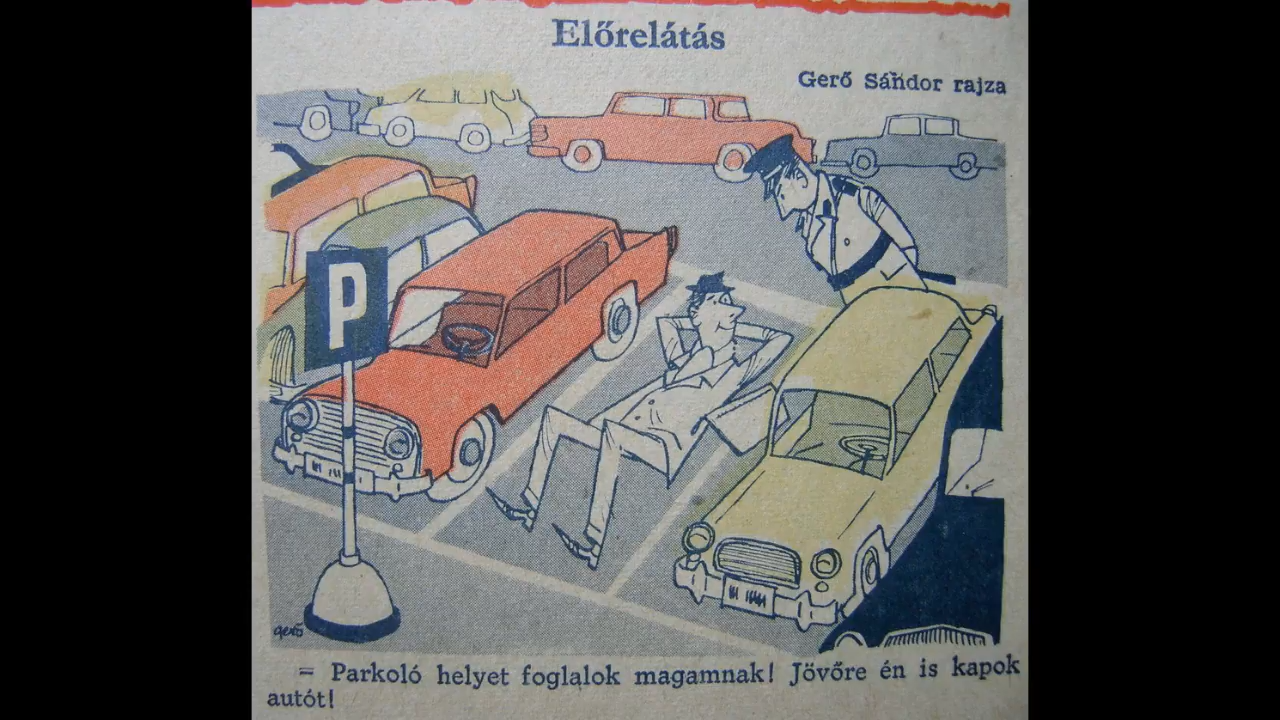 Előrelátás
Gerő Sándor rajza
P
gerő
= Parkoló helyet foglalok magamnak! Jövőre én is kapok
autót!